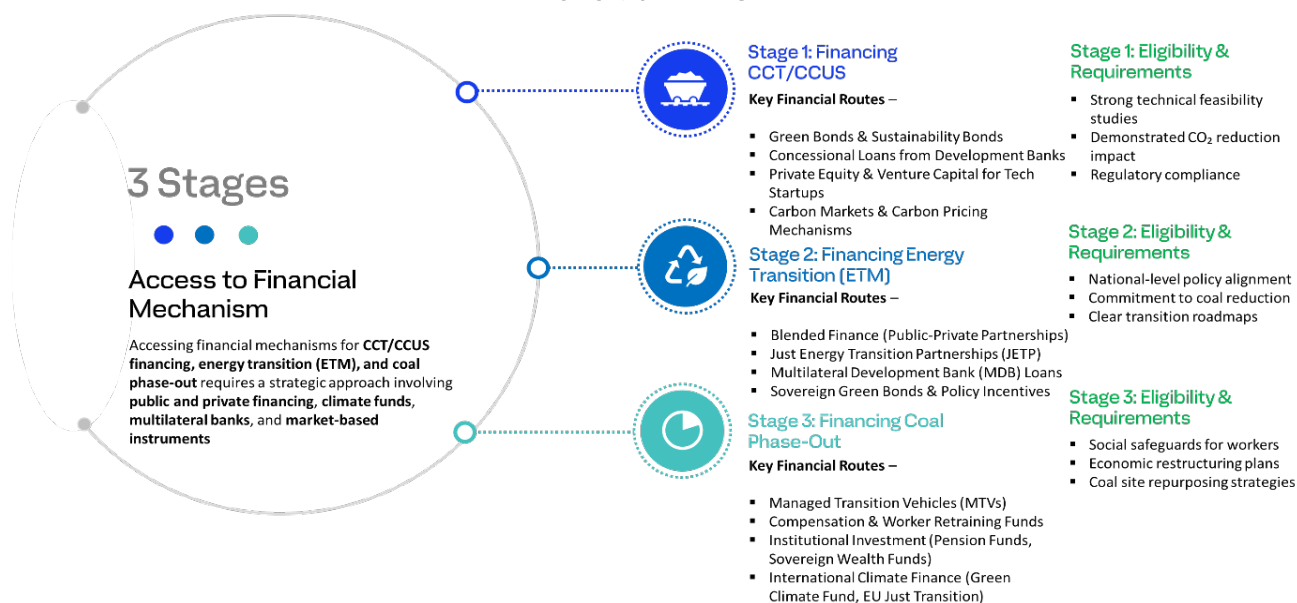 3 Stages
Access to Financial
Mechanism
Accessing financial mechanisms for CCT/CCUS
financing, energy transition (ETM), and coal
phase-out requires a strategic approach involving
public and private financing, climate funds,
multilateral banks, and market-based
instruments
Stage 1: Financing
CCT/CCUS
Key Financial Routes –
▪ Green Bonds & Sustainability Bonds
▪ Concessional Loans from Development Banks
▪ Private Equity & Venture Capital for Tech
Startups
▪ Carbon Markets & Carbon Pricing
Mechanisms
Stage 1: Eligibility &
Requirements
▪ Strong technical feasibility
studies
▪ Demonstrated CO₂ reduction
impact
▪ Regulatory compliance
Stage 2: Financing Energy
Transition (ETM)
Key Financial Routes –
▪ Blended Finance (Public-Private Partnerships)
▪ Just Energy Transition Partnerships (JETP)
▪ Multilateral Development Bank (MDB) Loans
▪ Sovereign Green Bonds & Policy Incentives
Stage 2: Eligibility &
Requirements
▪ National-level policy alignment
▪ Commitment to coal reduction
▪ Clear transition roadmaps
Stage 3: Financing Coal
Phase-Out
Key Financial Routes –
▪ Managed Transition Vehicles (MTVs)
▪ Compensation & Worker Retraining Funds
▪ Institutional Investment (Pension Funds,
Sovereign Wealth Funds)
▪ International Climate Finance (Green
Climate Fund, EU Just Transition)
Stage 3: Eligibility &
Requirements
▪ Social safeguards for workers
▪ Economic restructuring plans
▪ Coal site repurposing strategies